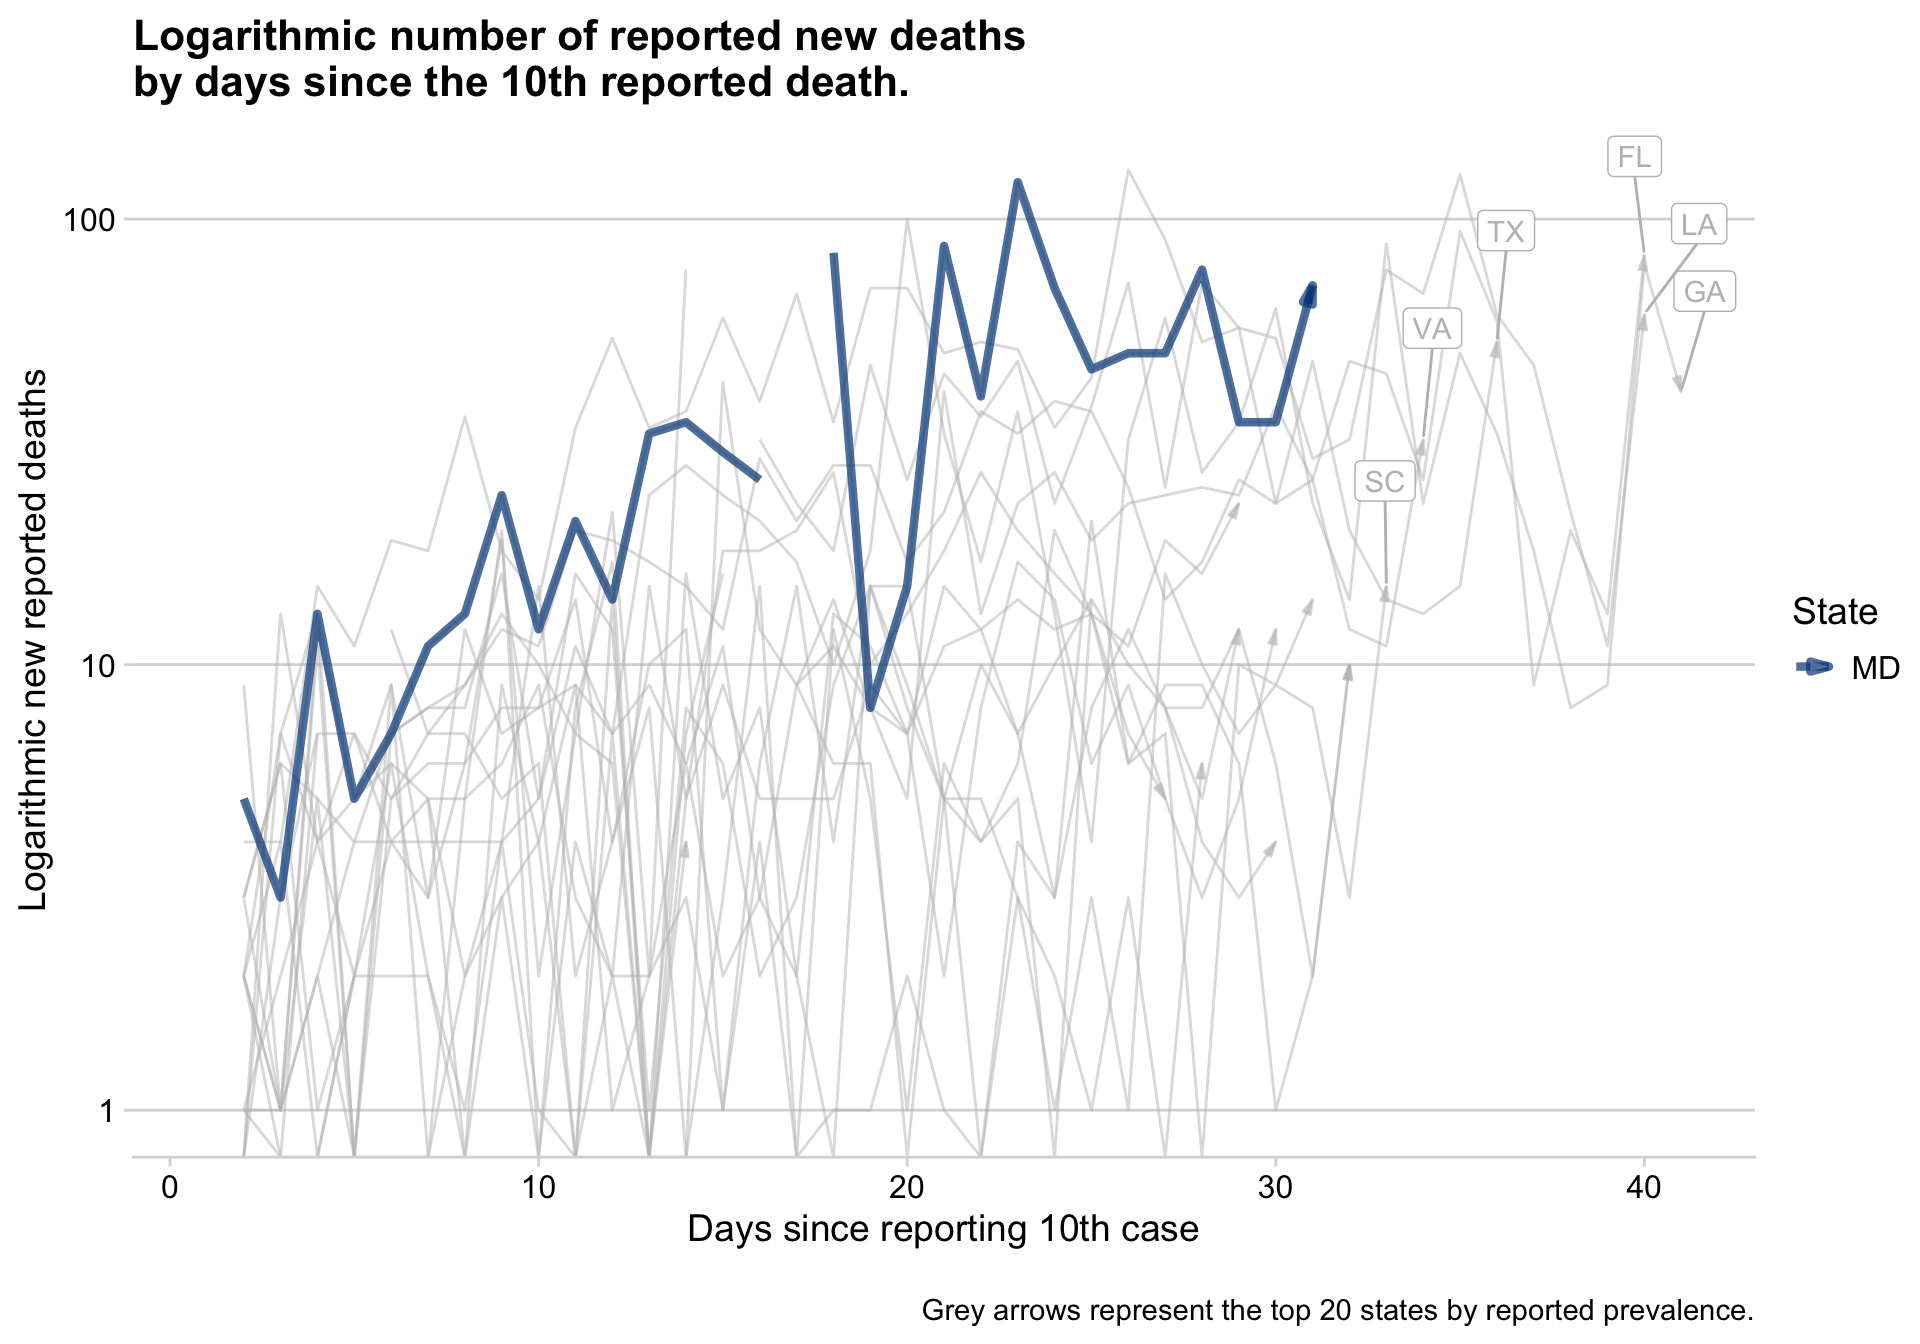 Logarithmic number of reported new deaths
by days since the 10th reported death.
Logarithmic new reported deaths
100
10
1
FL
LA
TX
GA
VA
SC
State
MD
0 10 20 30 40
Days since reporting 10th case
Grey arrows represent the top 20 states by reported prevalence.